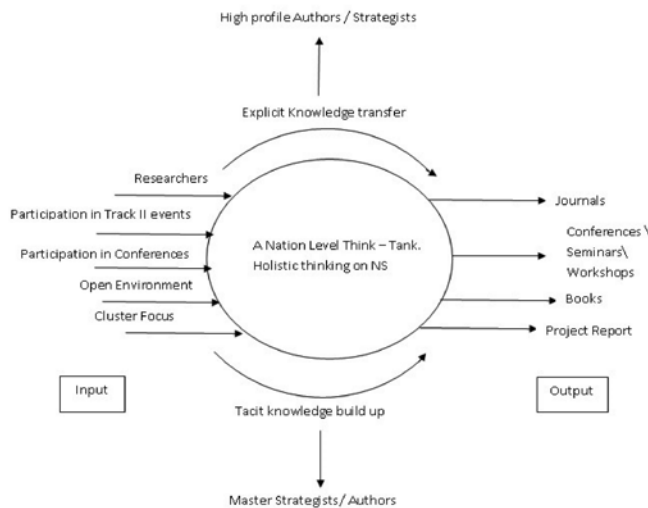 High profile Authors / Strategists
Explicit Knowledge transfer
Researchers
Participation in Track II events
Participation in Conferences
Open Environment
Cluster Focus
A Nation Level Think – Tank.
Holistic thinking on NS
Journals
Conferences \
Seminars\
Workshops
Books
Project Report
Input
Output
Tacit knowledge build up
Master Strategists/ Authors